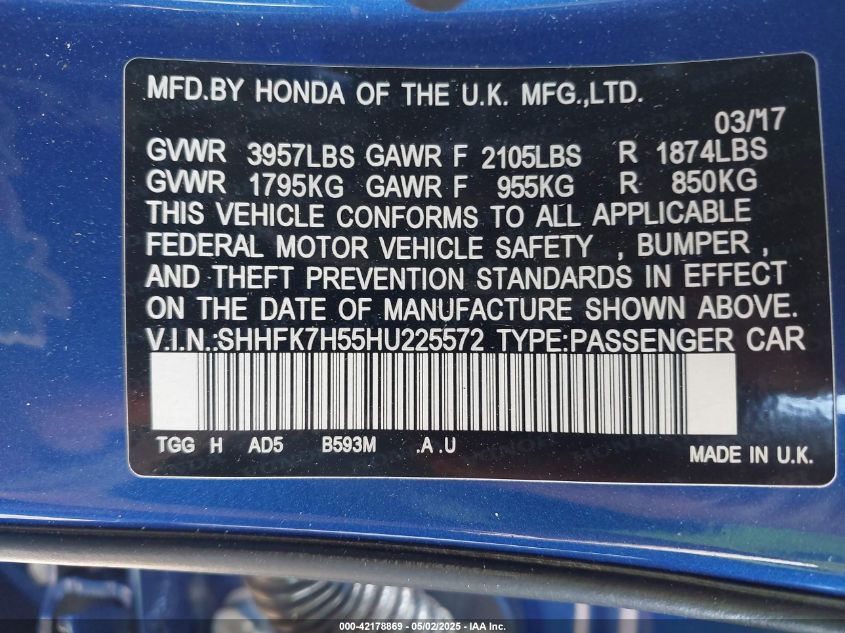 MFD.BY HONDA OF THE U.K. MFG.,LTD.
03/'17
GVWR 3957LBS GAWR F 2105LBS R 1874LBS
GVWR 1795KG GAWR F 955KG R 850KG
THIS VEHICLE CONFORMS TO ALL APPLICABLE
FEDERAL MOTOR VEHICLE SAFETY , BUMPER ,
AND THEFT PREVENTION STANDARDS IN EFFECT
ON THE DATE OF MANUFACTURE SHOWN ABOVE.
V.I.N.:SHHFK7H55HU225572 TYPE:PASSENGER CAR
TGG H AD5 B593M .A .U
MADE IN U.K.
000-42178869 - 05/02/2025 - IAA Inc.